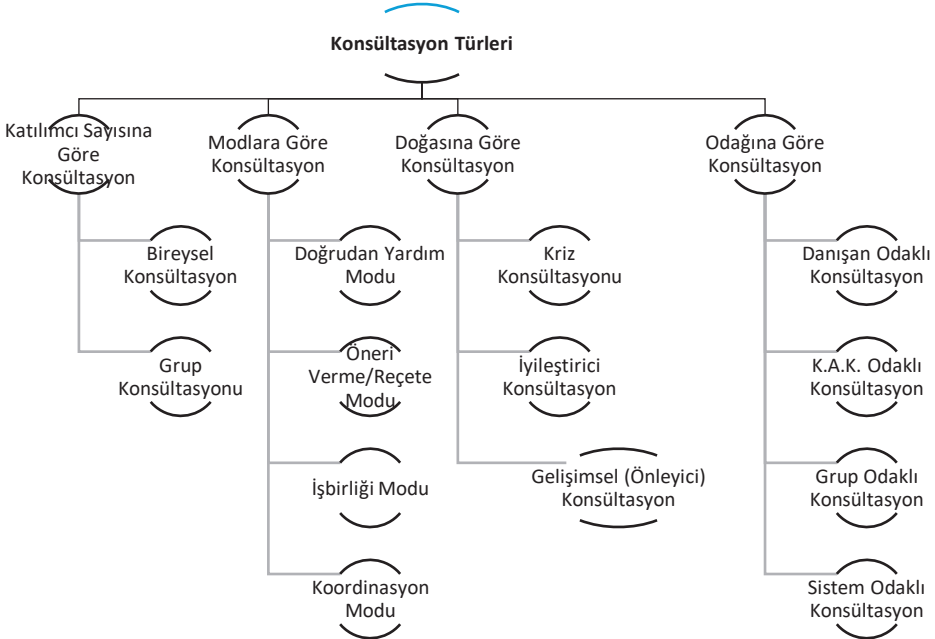 Konsültasyon Türleri
Katılımcı Sayısına
Göre
Konsültasyon
Bireysel
Konsültasyon
Grup
Konsültasyonu
Modlara Göre
Konsültasyon
Doğrudan Yardım
Modu
Öneri
Verme/Reçete
Modu
İşbirliği Modu
Koordinasyon
Modu
Doğasına Göre
Konsültasyon
Kriz
Konsültasyonu
İyileştirici
Konsültasyon
Gelişimsel (Önleyici)
Konsültasyon
Odağına Göre
Konsültasyon
Danışan Odaklı
Konsültasyon
K.A.K. Odaklı
Konsültasyon
Grup Odaklı
Konsültasyon
Sistem Odaklı
Konsültasyon